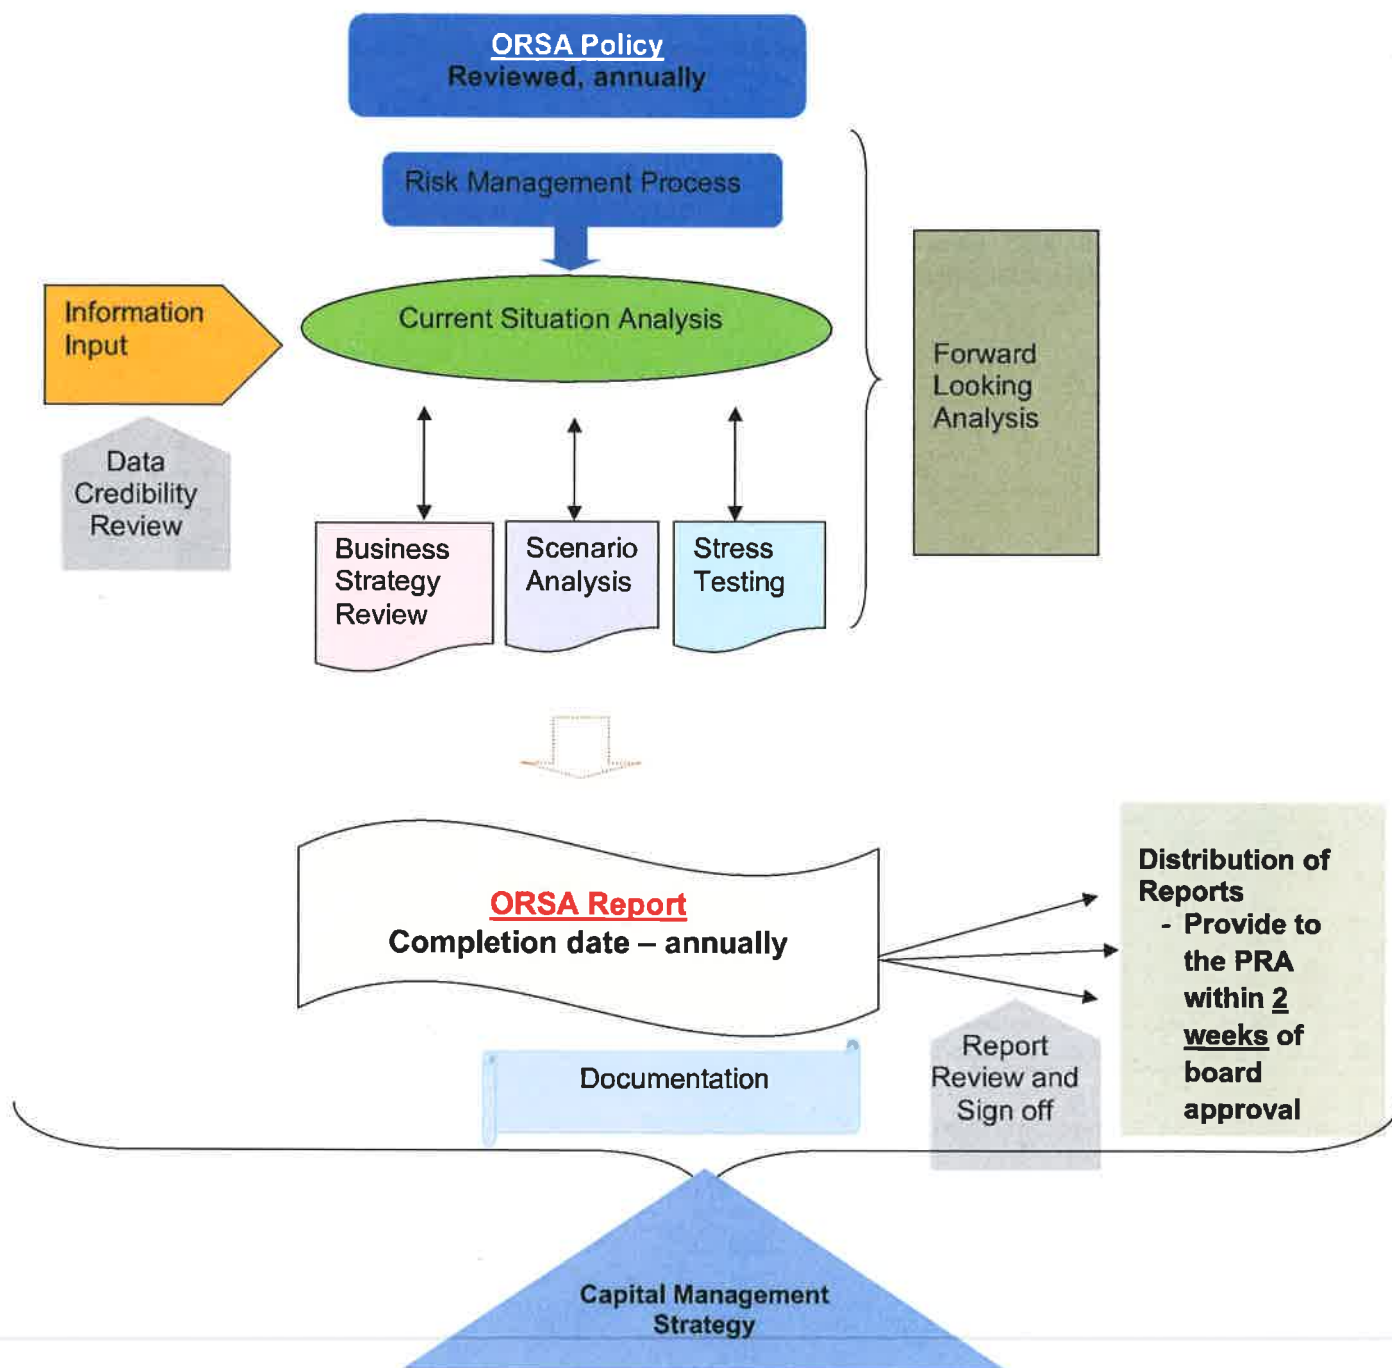 ORSA Policy
Reviewed, annually
Risk Management Process
Information
Input
Current Situation Analysis
Forward
Looking
Analysis
Data
Credibility
Review
Business
Strategy
Review
Scenario
Analysis
Stress
Testing
ORSA Report
Completion date – annually
Distribution of
Reports
- Provide to
the PRA
within 2
weeks of
board
approval
Report
Review and
Sign off
Documentation
Capital Management
Strategy